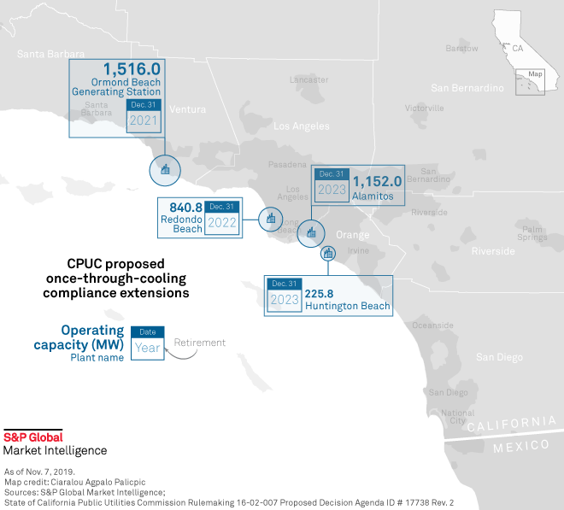 Santa Barbara
1,516.0
Ormond Beach
Generating Station
Santa
Barbara
Dec. 31
2021
Ventura
Lancaster
Los Angeles
Barstow
CA
Map
San Bernardino
Victorville
Pasadena
Los
Angeles
Dec. 31
2023
1,152.0
Alamitos
San
Bernardino
840.8
Redondo
Beach
Dec. 31
2022
Long
Beach
Orange
Irvine
Riverside
Riverside
Palm
Springs
Dec. 31
2023
225.8
Huntington Beach
CPUC proposed
once-through-cooling
compliance extensions
Operating
capacity (MW)
Plant name
Date
Year
Retirement
Oceanside
San Diego
San Diego
National
City
CALIFORNIA
MEXICO
S&P Global
Market Intelligence
As of Nov. 7, 2019.
Map credit: Ciaralou Agpalo Palicpic
Sources: S&P Global Market Intelligence;
State of California Public Utilities Commission Rulemaking 16-02-007 Proposed Decision Agenda ID # 17738 Rev. 2